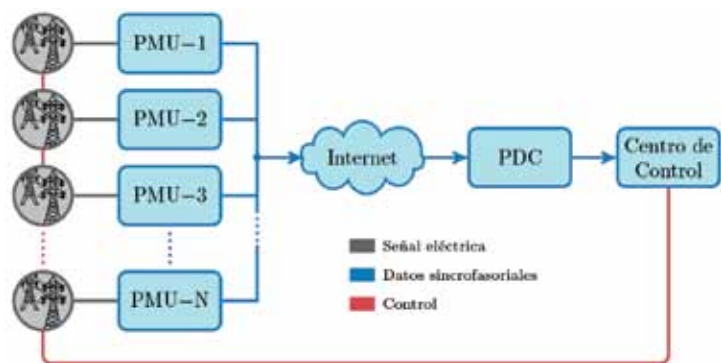 PMU–1
PMU–2
PMU–3
PMU–N
Internet
PDC
Centro de
Control
Señal eléctrica
Datos sincrofasoriales
Control